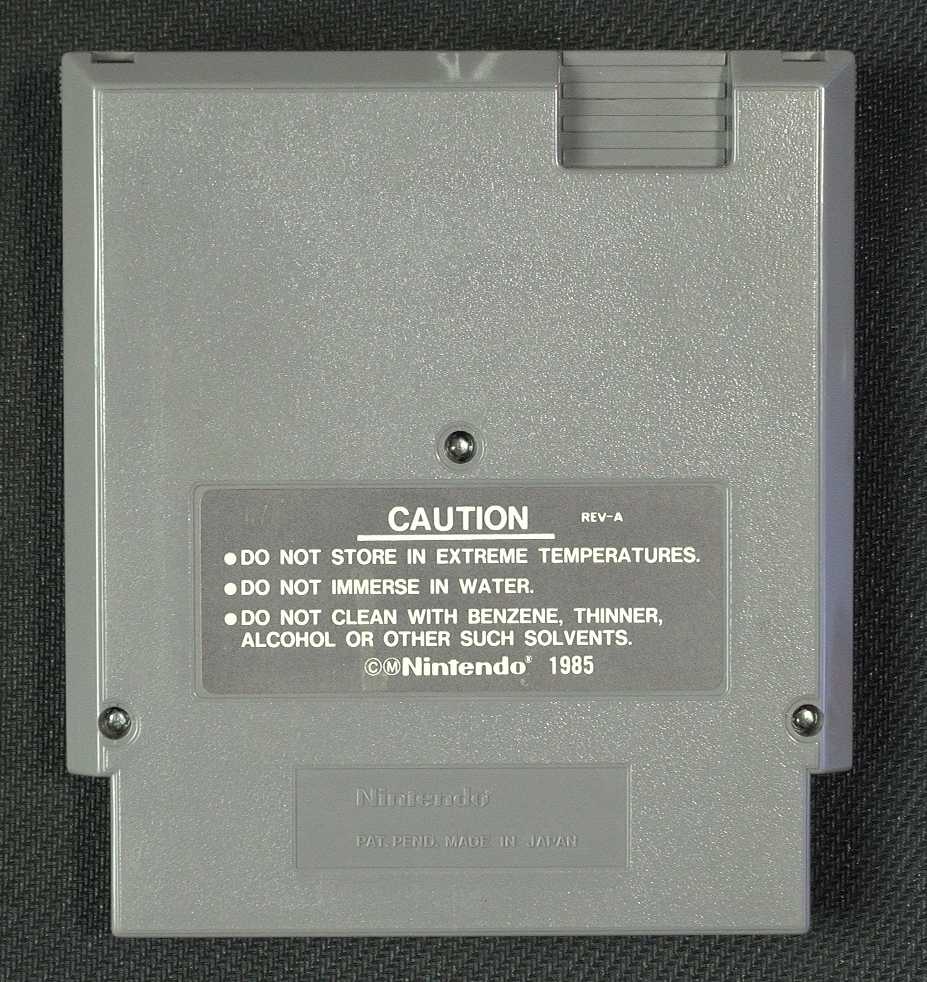 CAUTION REV-A
●DO NOT STORE IN EXTREME TEMPERATURES.
●DO NOT IMMERSE IN WATER.
●DO NOT CLEAN WITH BENZENE, THINNER,
ALCOHOL OR OTHER SUCH SOLVENTS.
ⒸⓂNintendo® 1985
Nintendo®
PAT. PEND. MADE IN JAPAN